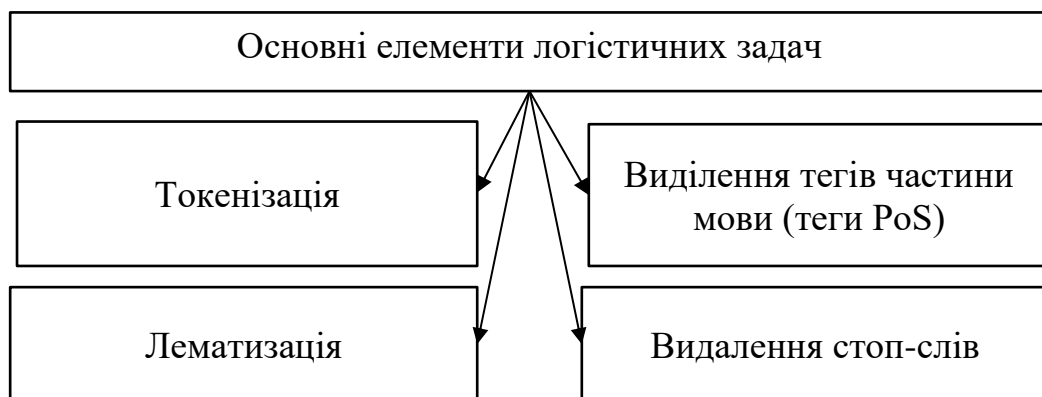 Основні елементи логістичних задач
Токенізація
Виділення тегів частини
мови (теги PoS)
Лематизація
Видалення стоп-слів